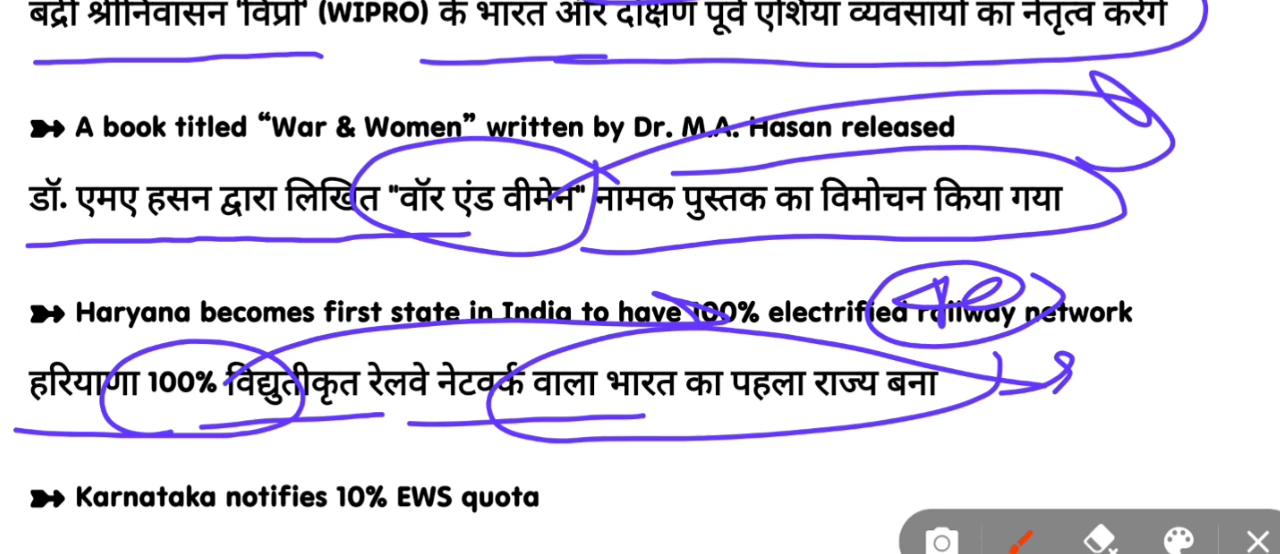 बद्री श्रीनिवासन 'विप्रो' (WIPRO) के भारत और दक्षिण पूर्व एशिया व्यवसायों का नेतृत्व करेंगे
➽ A book titled “War & Women” written by Dr. M.A. Hasan released
डॉ. एमए हसन द्वारा लिखित "वॉर एंड वीमेन" नामक पुस्तक का विमोचन किया गया
➽ Haryana becomes first state in India to have 100% electrified railway network
हरियाणा 100% विद्युतीकृत रेलवे नेटवर्क वाला भारत का पहला राज्य बना
➽ Karnataka notifies 10% EWS quota